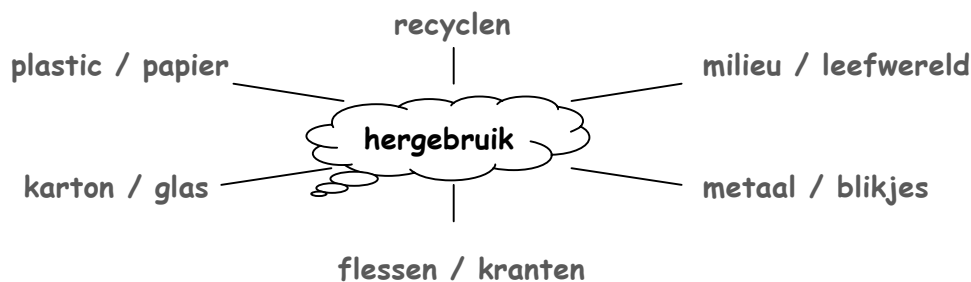 recyclen
plastic / papier
milieu / leefwereld
hergebruik
karton / glas
metaal / blikjes
flessen / kranten